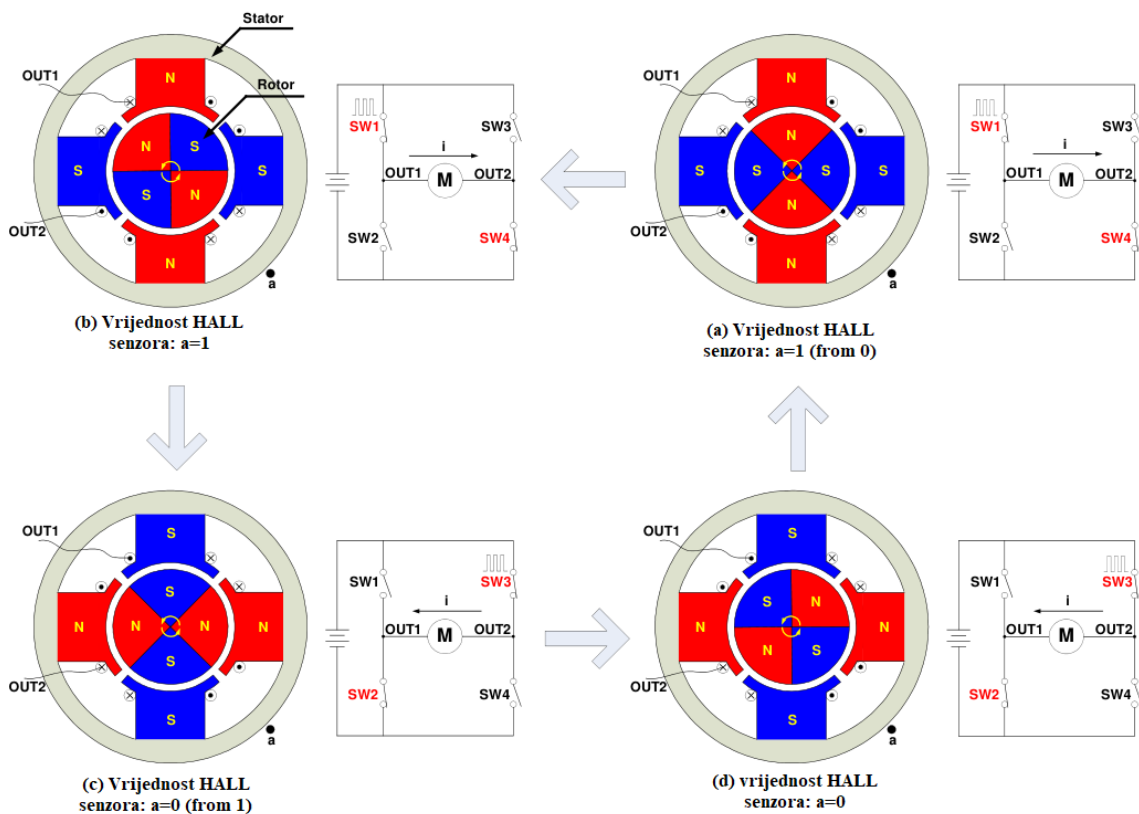 Stator
OUT1
N
Rotor
N
S
S
S
S
N
OUT2
N
a
SW1
SW3
i
OUT1
M
OUT2
SW2
SW4
(b) Vrijednost HALL
senzora: a=1
OUT1
N
N
S
S
S
S
N
OUT2
N
a
SW1
SW3
i
OUT1
M
OUT2
SW2
SW4
(a) Vrijednost HALL
senzora: a=1 (from 0)
OUT1
S
S
N
N
N
N
S
OUT2
S
a
SW1
SW3
i
OUT1
M
OUT2
SW2
SW4
(c) Vrijednost HALL
senzora: a=0 (from 1)
OUT1
S
S
N
N
N
N
S
OUT2
S
a
SW1
SW3
i
OUT1
M
OUT2
SW2
SW4
(d) vrijednost HALL
senzora: a=0